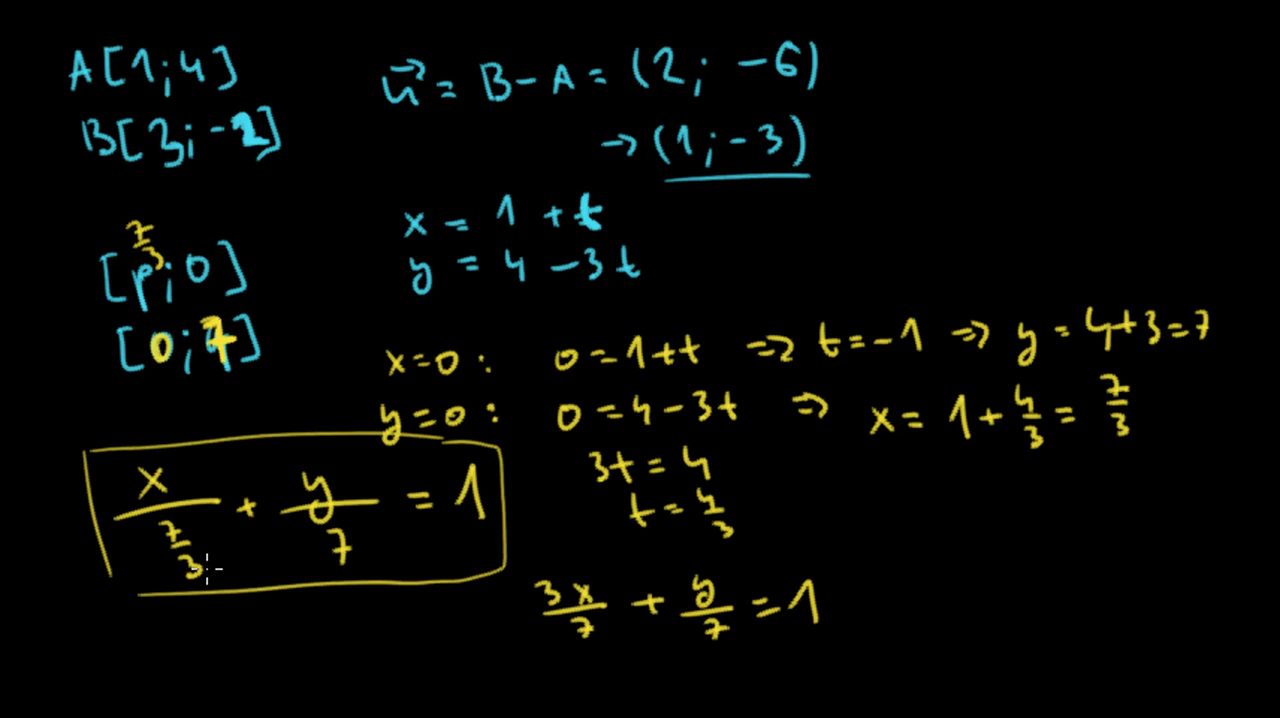 A[1;4]
B[3;-2]
u⃗ = B - A = (2; -6)
→ (1; -3)
x = 1 + t
y = 4 - 3t
7/3
[p;0]
[0;7]
x=0: 0=1+t ⇒ t=-1 ⇒ y=4+3=7
y=0: 0=4-3t ⇒ x=1+4/3=7/3
3t=4
t=4/3
x/(7/3) + y/7 = 1
3x/7 + y/7 = 1